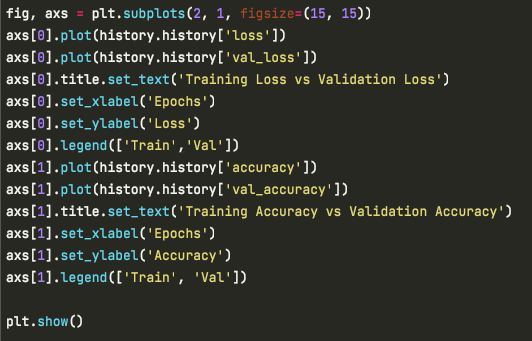 fig, axs = plt.subplots(2, 1, figsize=(15, 15))
axs[0].plot(history.history['loss'])
axs[0].plot(history.history['val_loss'])
axs[0].title.set_text('Training Loss vs Validation Loss')
axs[0].set_xlabel('Epochs')
axs[0].set_ylabel('Loss')
axs[0].legend(['Train','Val'])
axs[1].plot(history.history['accuracy'])
axs[1].plot(history.history['val_accuracy'])
axs[1].title.set_text('Training Accuracy vs Validation Accuracy')
axs[1].set_xlabel('Epochs')
axs[1].set_ylabel('Accuracy')
axs[1].legend(['Train', 'Val'])
plt.show()